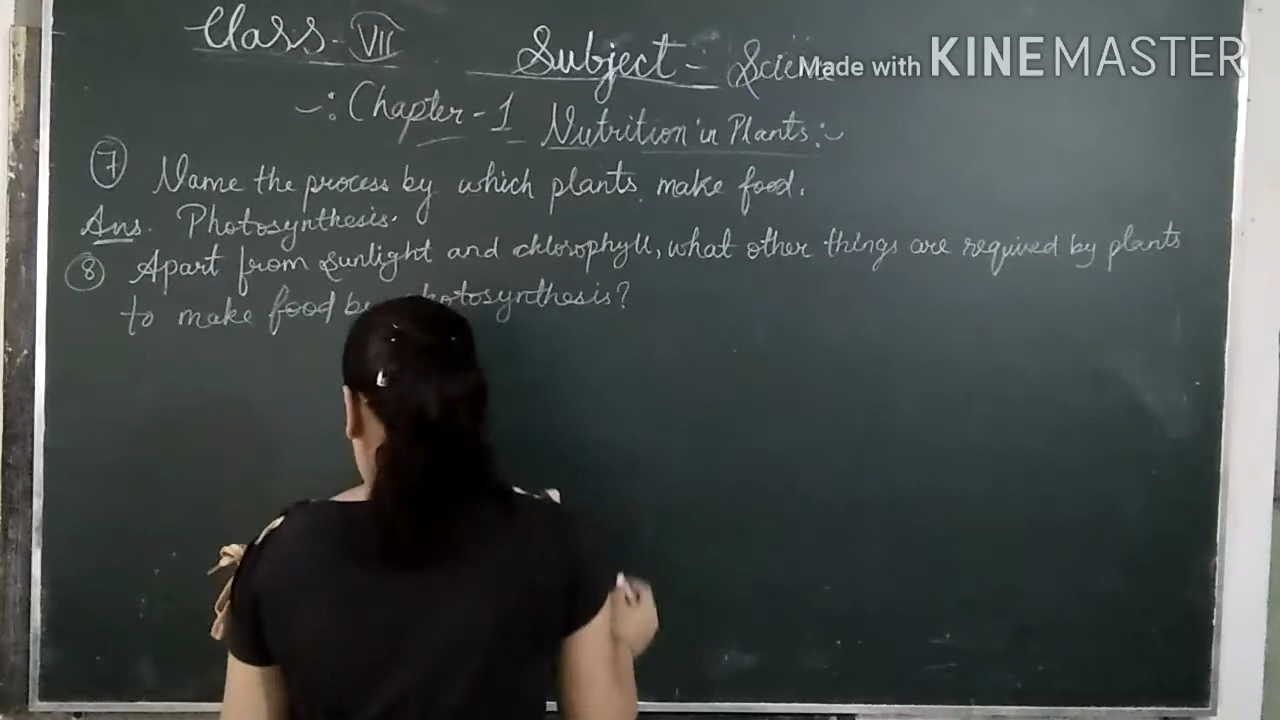 Class - VII
Subject - Science
Made with KINEMASTER
-: Chapter - 1 Nutrition in Plants :-
7 Name the process by which plants make food.
Ans. Photosynthesis.
8 Apart from sunlight and chlorophyll, what other things are required by plants
to make food by photosynthesis?